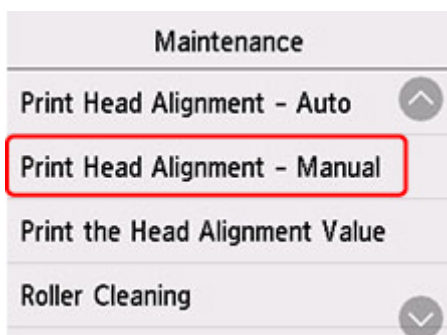 Maintenance
Print Head Alignment - Auto
Print Head Alignment - Manual
Print the Head Alignment Value
Roller Cleaning